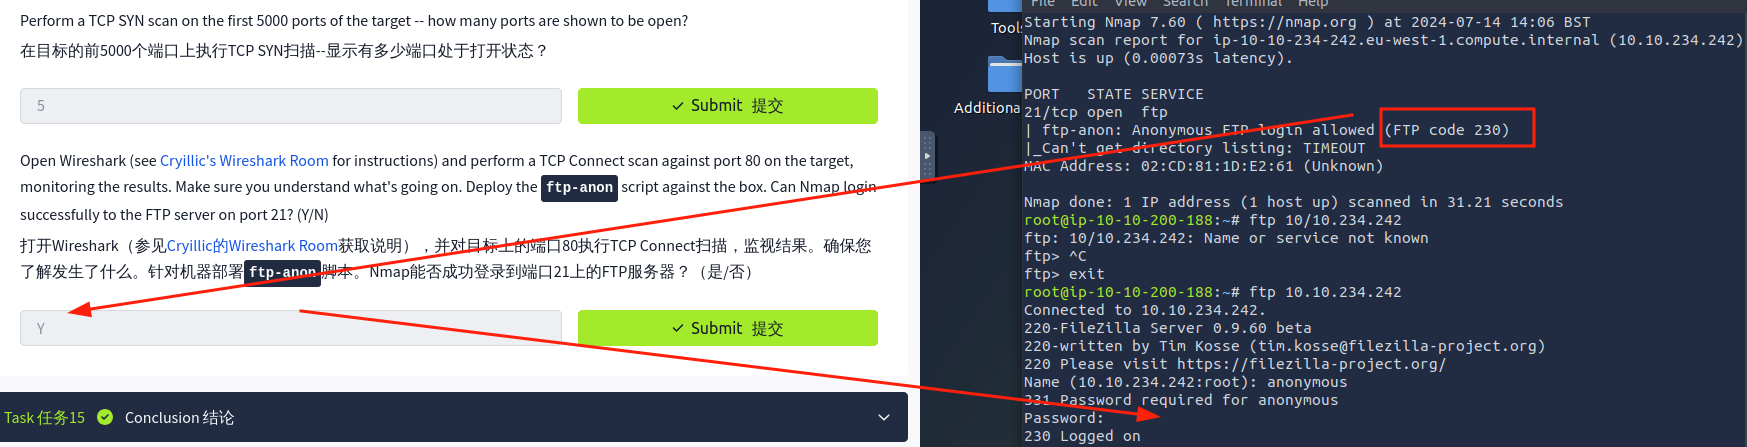 Perform a TCP SYN scan on the first 5000 ports of the target -- how many ports are shown to be open?
在目标的前5000个端口上执行TCP SYN扫描--显示有多少端口处于打开状态？
5
Submit 提交
Open Wireshark (see Cryillic's Wireshark Room for instructions) and perform a TCP Connect scan against port 80 on the target,
monitoring the results. Make sure you understand what's going on. Deploy the ftp-anon script against the box. Can Nmap login
successfully to the FTP server on port 21? (Y/N)
打开Wireshark（参见Cryillic的Wireshark Room获取说明），并对目标上的端口80执行TCP Connect扫描，监视结果。确保您
了解发生了什么。针对机器部署ftp-anon脚本。Nmap能否成功登录到端口21上的FTP服务器？（是/否）
Y
Submit 提交
Task 任务15
Conclusion 结论
Tools
Additiona
File Edit View Search Terminal Help
Starting Nmap 7.60 ( https://nmap.org ) at 2024-07-14 14:06 BST
Nmap scan report for ip-10-10-234-242.eu-west-1.compute.internal (10.10.234.242)
Host is up (0.00073s latency).
PORT   STATE SERVICE
21/tcp open  ftp
| ftp-anon: Anonymous FTP login allowed (FTP code 230)
|_Can't get directory listing: TIMEOUT
MAC Address: 02:CD:81:1D:E2:61 (Unknown)
Nmap done: 1 IP address (1 host up) scanned in 31.21 seconds
root@ip-10-10-200-188:~# ftp 10/10.234.242
ftp: 10/10.234.242: Name or service not known
ftp> ^C
ftp> exit
root@ip-10-10-200-188:~# ftp 10.10.234.242
Connected to 10.10.234.242.
220-FileZilla Server 0.9.60 beta
220-written by Tim Kosse (tim.kosse@filezilla-project.org)
220 Please visit https://filezilla-project.org/
Name (10.10.234.242:root): anonymous
331 Password required for anonymous
Password:
230 Logged on